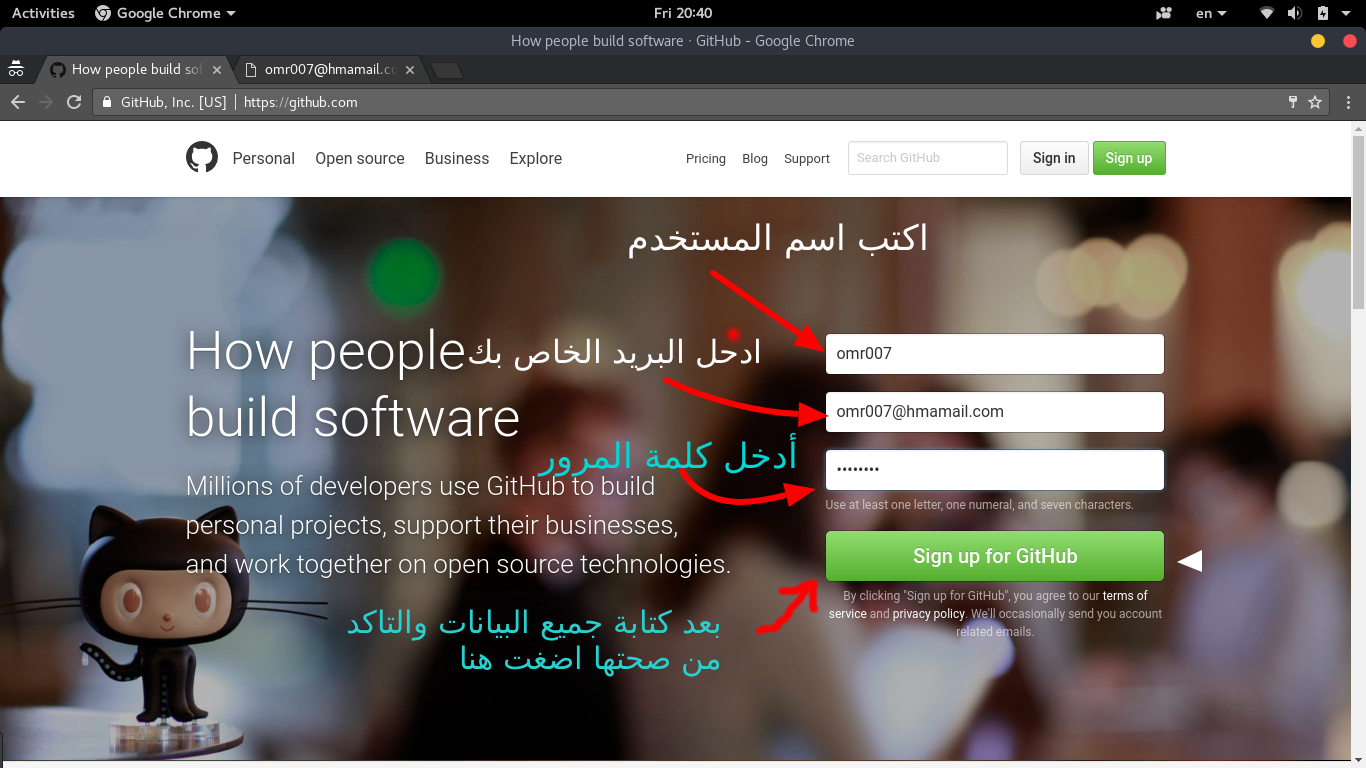 Activities Google Chrome Fri 20:40 en
How people build software · GitHub - Google Chrome
How people build sof omr007@hmamail.co
GitHub, Inc. [US] https://github.com
Personal Open source Business Explore Pricing Blog Support Search GitHub Sign in Sign up
اكتب اسم المستخدم
omr007
How people
ادحل البريد الخاص بك
build software
omr007@hmamail.com
أدخل كلمة المرور
••••••••
Use at least one letter, one numeral, and seven characters.
Millions of developers use GitHub to build
personal projects, support their businesses,
and work together on open source technologies.
Sign up for GitHub
By clicking "Sign up for GitHub", you agree to our terms of
service and privacy policy. We'll occasionally send you account
related emails.
بعد كتابة جميع البيانات والتاكد
من صحتها اضغت هنا